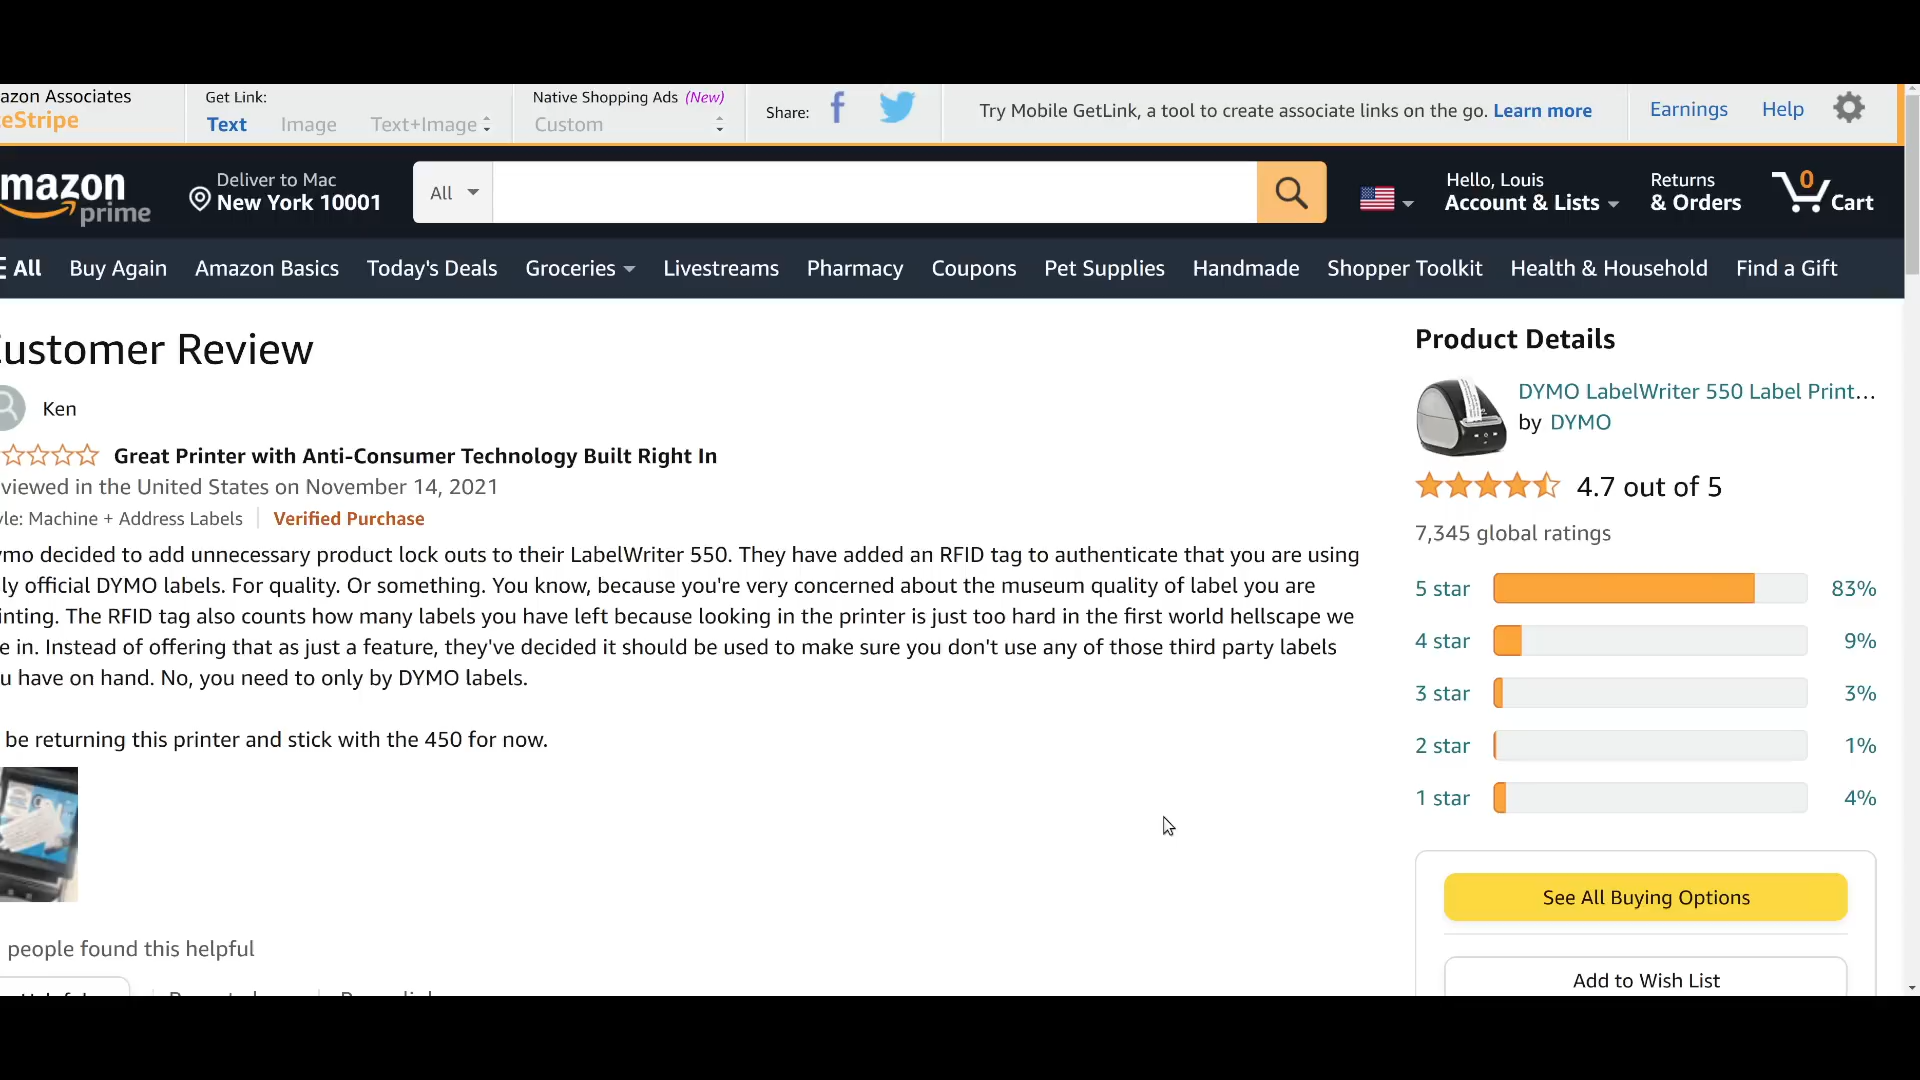 azon Associates
eStripe
Get Link:
Text Image Text+Image
Native Shopping Ads (New)
Custom
Share:
Try Mobile GetLink, a tool to create associate links on the go. Learn more
Earnings Help
mazon
prime
Deliver to Mac
New York 10001
All
Hello, Louis
Account & Lists
Returns
& Orders
0
Cart
All Buy Again Amazon Basics Today's Deals Groceries Livestreams Pharmacy Coupons Pet Supplies Handmade Shopper Toolkit Health & Household Find a Gift
ustomer Review
Ken
Great Printer with Anti-Consumer Technology Built Right In
viewed in the United States on November 14, 2021
yle: Machine + Address Labels Verified Purchase
ymo decided to add unnecessary product lock outs to their LabelWriter 550. They have added an RFID tag to authenticate that you are using
ly official DYMO labels. For quality. Or something. You know, because you're very concerned about the museum quality of label you are
inting. The RFID tag also counts how many labels you have left because looking in the printer is just too hard in the first world hellscape we
e in. Instead of offering that as just a feature, they've decided it should be used to make sure you don't use any of those third party labels
u have on hand. No, you need to only by DYMO labels.
be returning this printer and stick with the 450 for now.
people found this helpful
Product Details
DYMO LabelWriter 550 Label Print...
by DYMO
4.7 out of 5
7,345 global ratings
5 star 83%
4 star 9%
3 star 3%
2 star 1%
1 star 4%
See All Buying Options
Add to Wish List